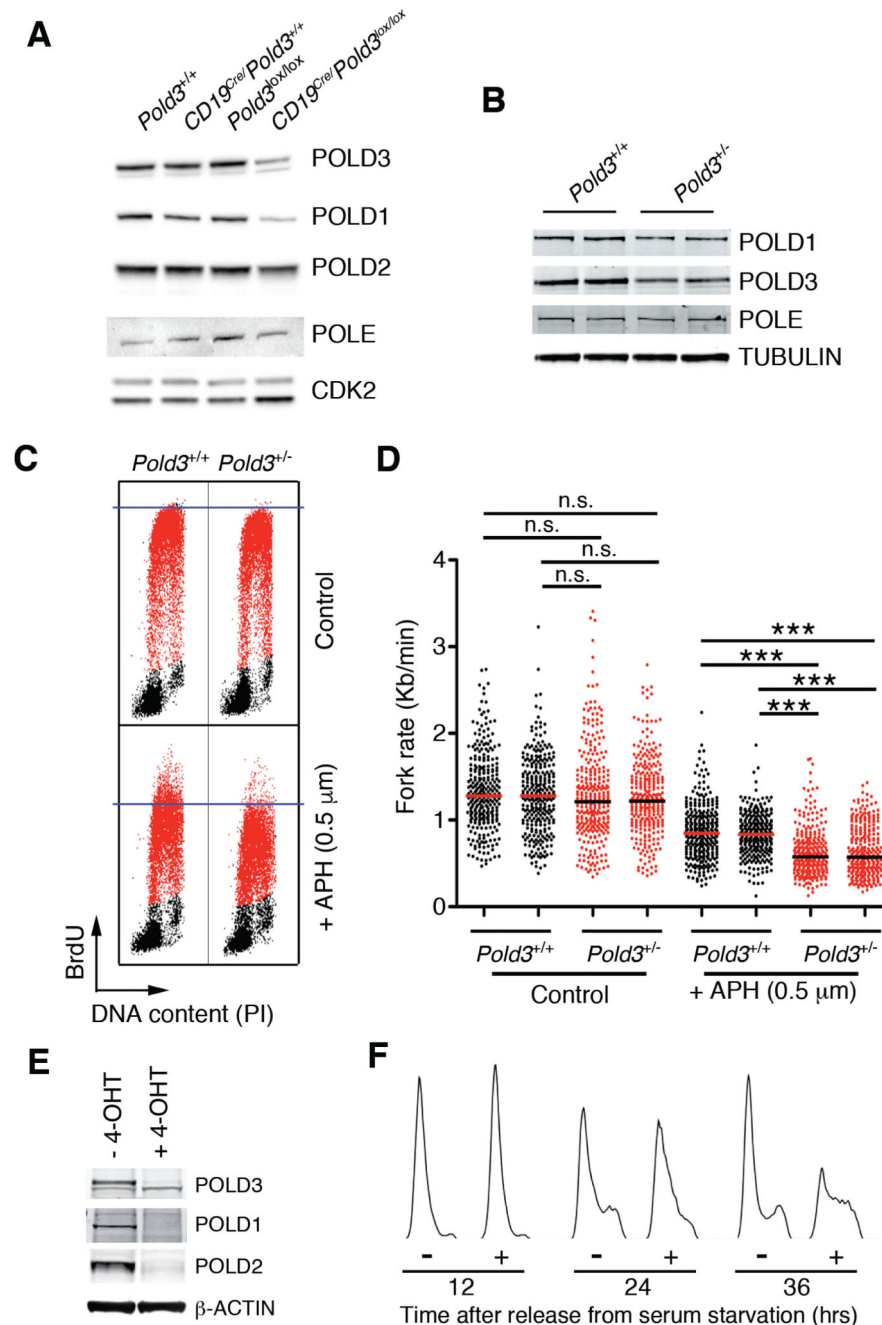 A
Pold3+/+
CD19Cre/Pold3+/+
Pold3lox/lox
CD19Cre/Pold3lox/lox
POLD3
POLD1
POLD2
POLE
CDK2
B
Pold3+/+
Pold3+/-
POLD1
POLD3
POLE
TUBULIN
C
Pold3+/+
Pold3+/-
Control
+ APH (0.5 μm)
BrdU
DNA content (PI)
D
n.s.
n.s.
n.s.
n.s.
***
***
***
***
Fork rate (Kb/min)
4
3
2
1
0
Pold3+/+
Pold3+/-
Pold3+/+
Pold3+/-
Control
+ APH (0.5 μm)
E
- 4-OHT
+ 4-OHT
POLD3
POLD1
POLD2
β-ACTIN
F
- + - + - +
12 24 36
Time after release from serum starvation (hrs)